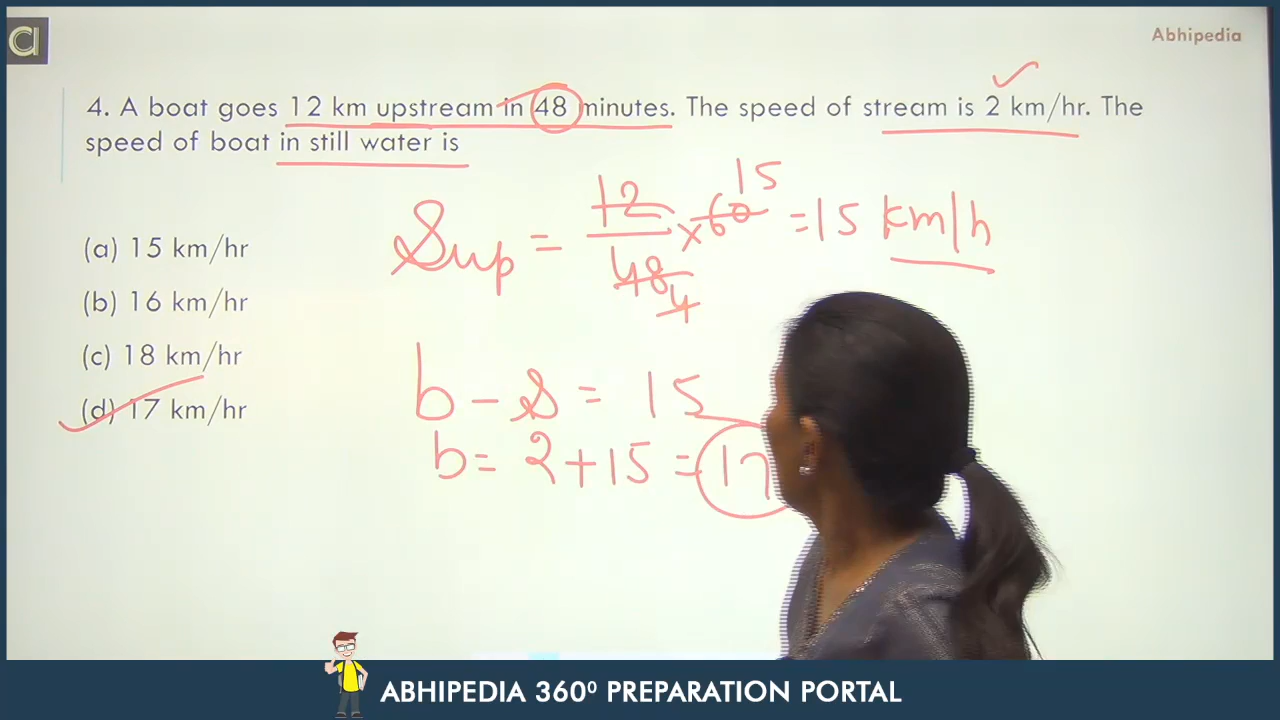 a
Abhipedia
4. A boat goes 12 km upstream in 48 minutes. The speed of stream is 2 km/hr. The
speed of boat in still water is
(a) 15 km/hr
(b) 16 km/hr
(c) 18 km/hr
(d) 17 km/hr
15
Sup = 12/48 × 60 = 15 km/h
4
b - s = 15
b = 2 + 15 = 17
ABHIPEDIA 360⁰ PREPARATION PORTAL